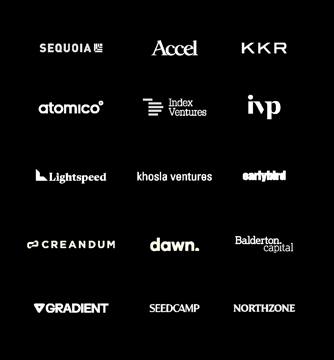 SEQUOIA
Accel
KKR
atomico
Index
Ventures
ivp
Lightspeed
khosla ventures
earlybird
CREANDUM
dawn.
Balderton.
capital
GRADIENT
SEEDCAMP
NORTHZONE